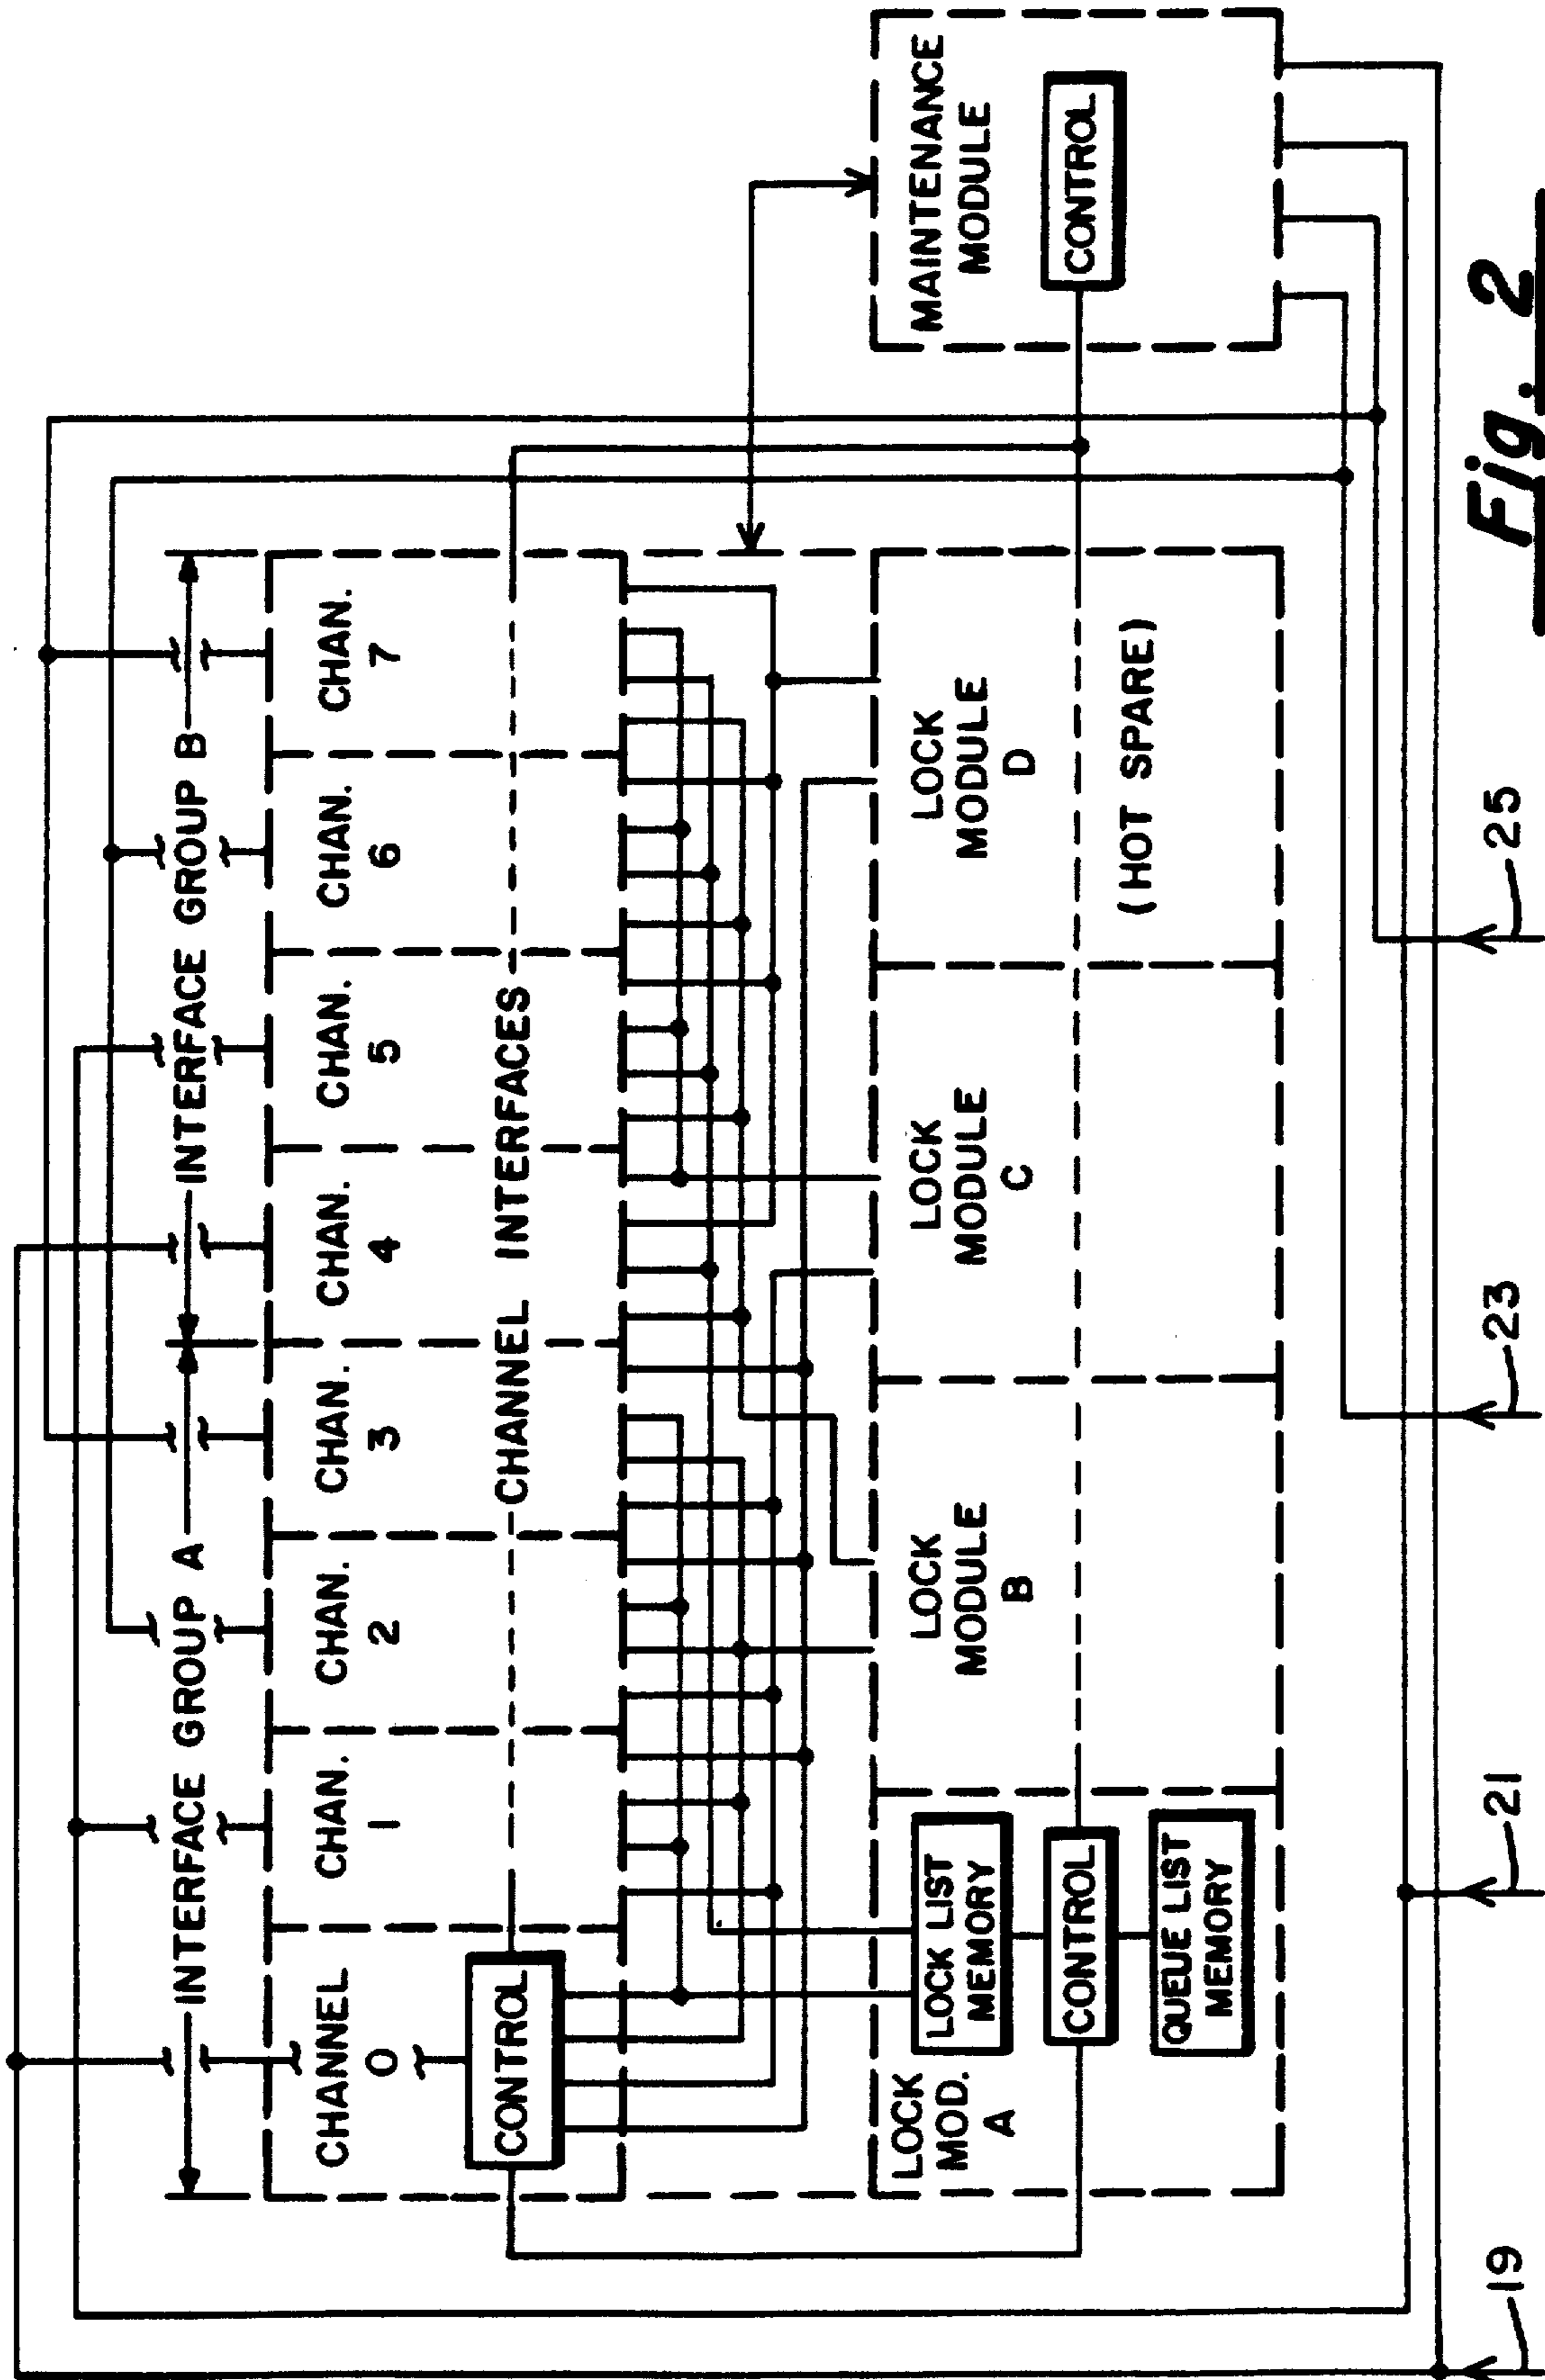 INTERFACE GROUP A
INTERFACE GROUP B
CHANNEL
0
CHAN.
1
CHAN.
2
CHAN.
3
CHAN.
4
CHAN.
5
CHAN.
6
CHAN.
7
CONTROL
CHANNEL INTERFACES
LOCK
MOD.
A
LOCK LIST
MEMORY
CONTROL
QUEUE LIST
MEMORY
LOCK
MODULE
B
LOCK
MODULE
C
LOCK
MODULE
D
(HOT SPARE)
MAINTENANCE
MODULE
CONTROL
19
21
23
25
Fig. 2